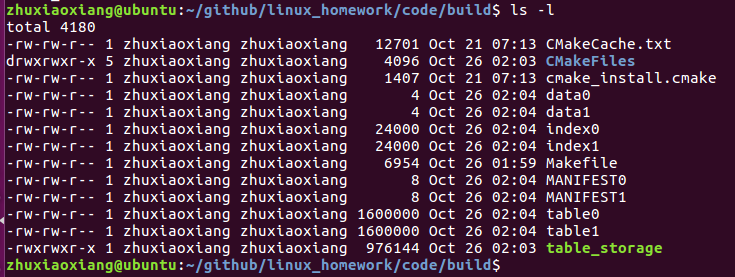 zhuxiaoxiang@ubuntu:~/github/linux_homework/code/build$ ls -l
total 4180
-rw-rw-r-- 1 zhuxiaoxiang zhuxiaoxiang   12701 Oct 21 07:13 CMakeCache.txt
drwxrwxr-x 5 zhuxiaoxiang zhuxiaoxiang    4096 Oct 26 02:03 CMakeFiles
-rw-rw-r-- 1 zhuxiaoxiang zhuxiaoxiang    1407 Oct 21 07:13 cmake_install.cmake
-rw-rw-r-- 1 zhuxiaoxiang zhuxiaoxiang       4 Oct 26 02:04 data0
-rw-rw-r-- 1 zhuxiaoxiang zhuxiaoxiang       4 Oct 26 02:04 data1
-rw-rw-r-- 1 zhuxiaoxiang zhuxiaoxiang   24000 Oct 26 02:04 index0
-rw-rw-r-- 1 zhuxiaoxiang zhuxiaoxiang   24000 Oct 26 02:04 index1
-rw-rw-r-- 1 zhuxiaoxiang zhuxiaoxiang    6954 Oct 26 01:59 Makefile
-rw-rw-r-- 1 zhuxiaoxiang zhuxiaoxiang       8 Oct 26 02:04 MANIFEST0
-rw-rw-r-- 1 zhuxiaoxiang zhuxiaoxiang       8 Oct 26 02:04 MANIFEST1
-rw-rw-r-- 1 zhuxiaoxiang zhuxiaoxiang 1600000 Oct 26 02:04 table0
-rw-rw-r-- 1 zhuxiaoxiang zhuxiaoxiang 1600000 Oct 26 02:04 table1
-rwxrwxr-x 1 zhuxiaoxiang zhuxiaoxiang  976144 Oct 26 02:03 table_storage
zhuxiaoxiang@ubuntu:~/github/linux_homework/code/build$